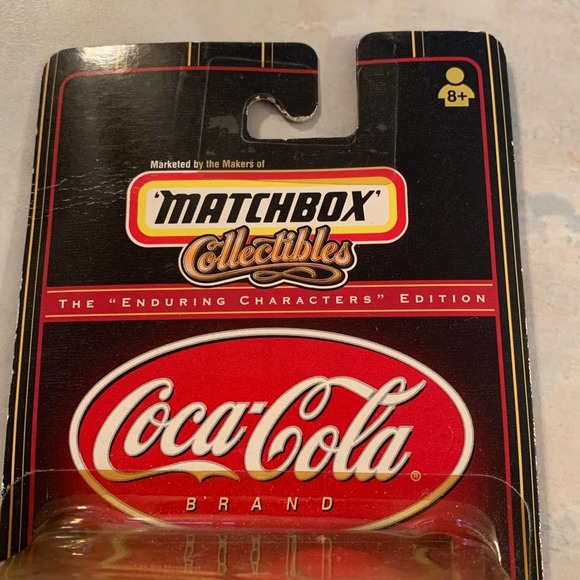 8+
Marketed by the Makers of
"MATCHBOX"
Collectibles
THE "ENDURING CHARACTERS" EDITION
Coca-Cola®
BRAND